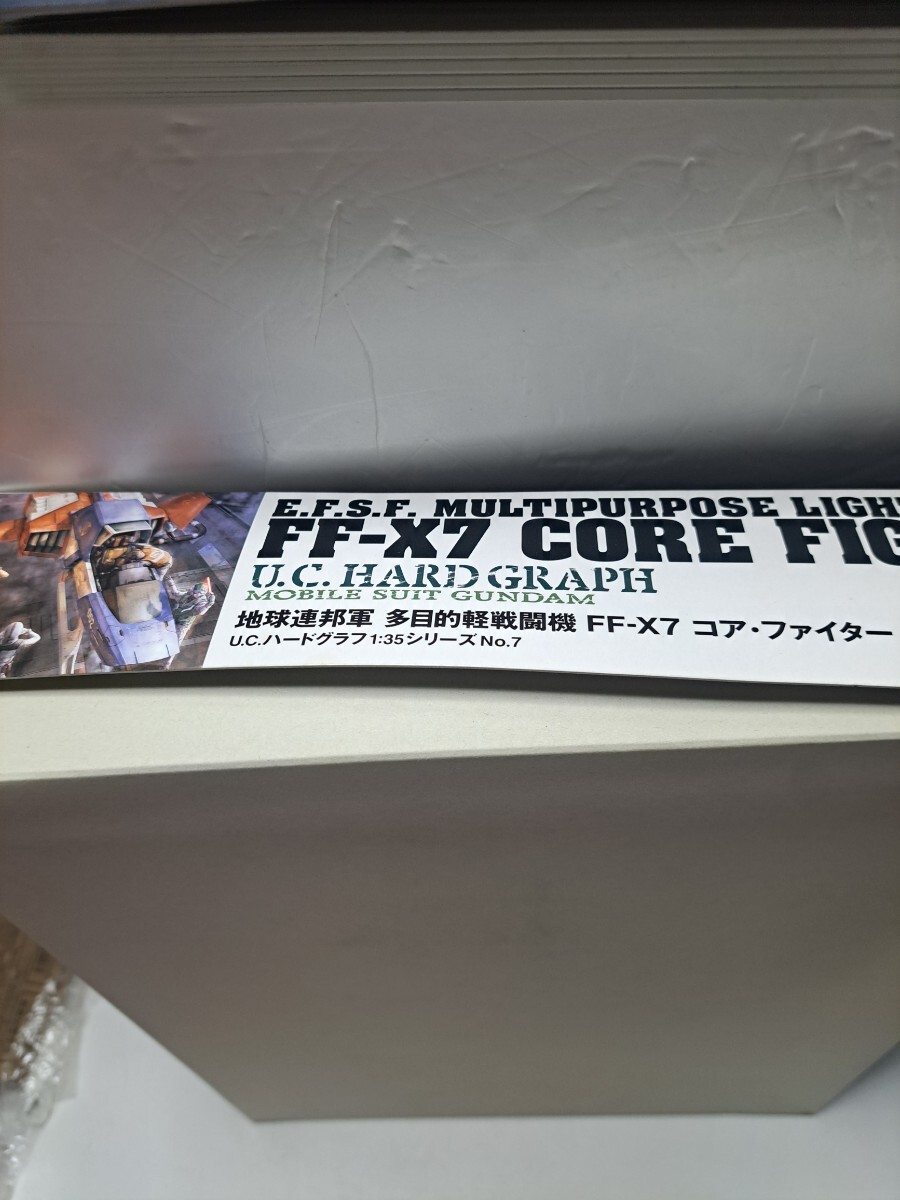 E.F.S.F. MULTIPURPOSE LIGH
FF-X7 CORE FIG
U.C. HARD GRAPH
MOBILE SUIT GUNDAM
地球連邦軍 多目的軽戦闘機 FF-X7 コア・ファイター
U.C.ハードグラフ1:35シリーズNo.7